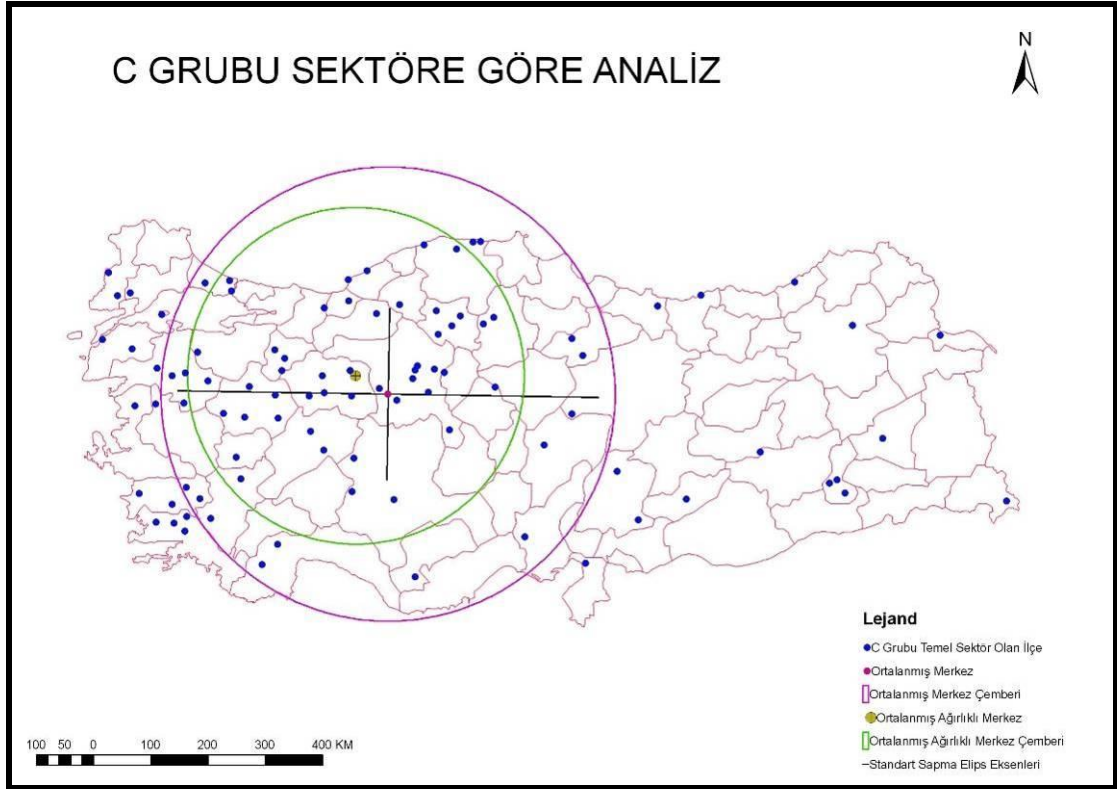 C GRUBU SEKTÖRE GÖRE ANALİZ
N
Lejand
C Grubu Temel Sektör Olan İlçe
Ortalanmış Merkez
Ortalanmış Merkez Çemberi
Ortalanmış Ağırlıklı Merkez
Ortalanmış Ağırlıklı Merkez Çemberi
Standart Sapma Elips Eksenleri
100 50 0 100 200 300 400 KM